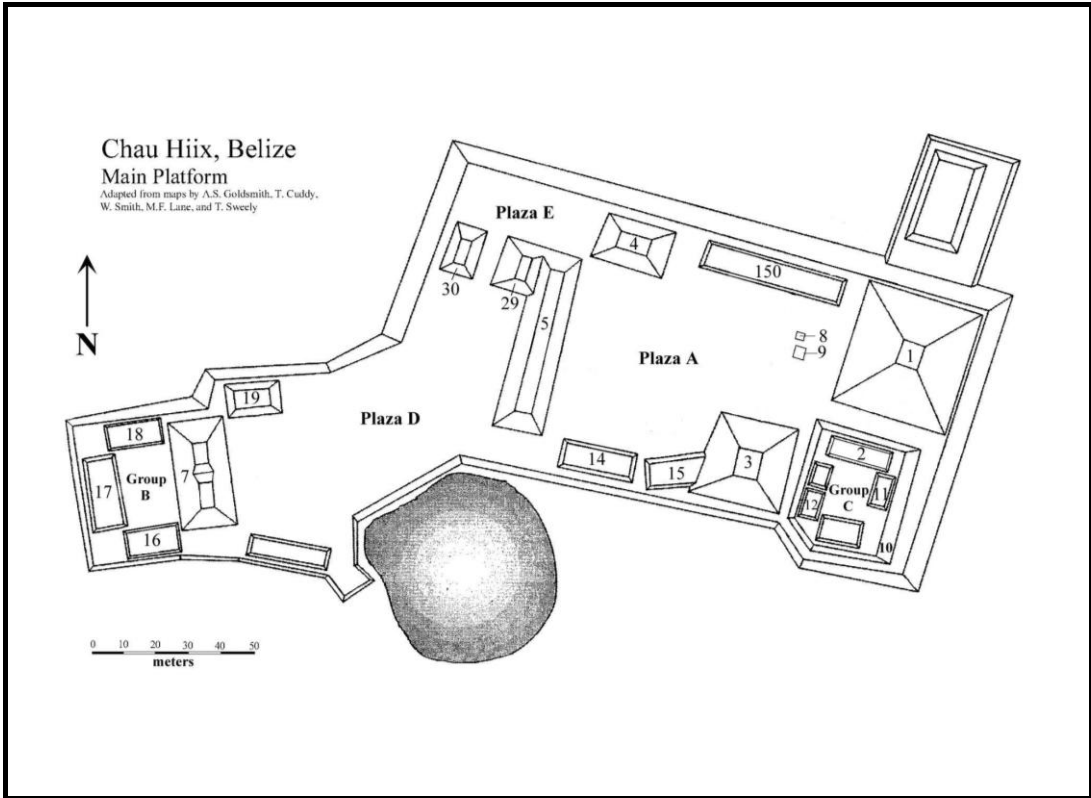 Chau Hiix, Belize
Main Platform
Adapted from maps by A.S. Goldsmith, T. Cuddy,
W. Smith, M.F. Lane, and T. Sweely
N
Plaza E
4
150
30
29
5
8
9
1
Plaza A
Plaza D
19
18
7
17
Group
B
16
14
15
3
2
11
12
Group
C
10
0 10 20 30 40 50
meters